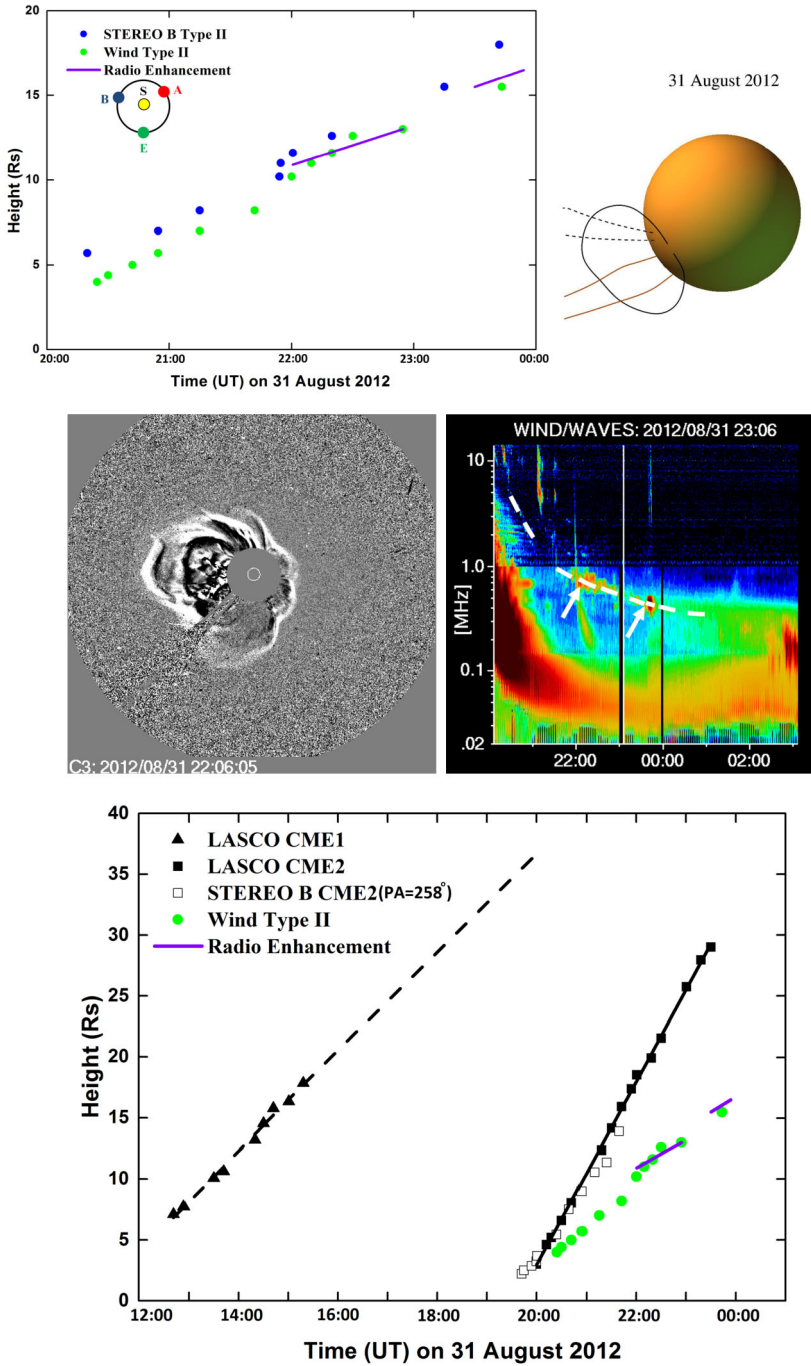 20
15
10
5
0
Height (Rs)
STEREO B Type II
Wind Type II
Radio Enhancement
B
S
A
E
20:00
21:00
22:00
23:00
00:00
Time (UT) on 31 August 2012
31 August 2012
C3: 2012/08/31 22:06:05
WIND/WAVES: 2012/08/31 23:06
10
1.0
[MHz]
0.1
.02
22:00
00:00
02:00
40
35
30
25
20
15
10
5
0
Height (Rs)
LASCO CME1
LASCO CME2
STEREO B CME2(PA=258°)
Wind Type II
Radio Enhancement
12:00
14:00
16:00
18:00
20:00
22:00
00:00
Time (UT) on 31 August 2012